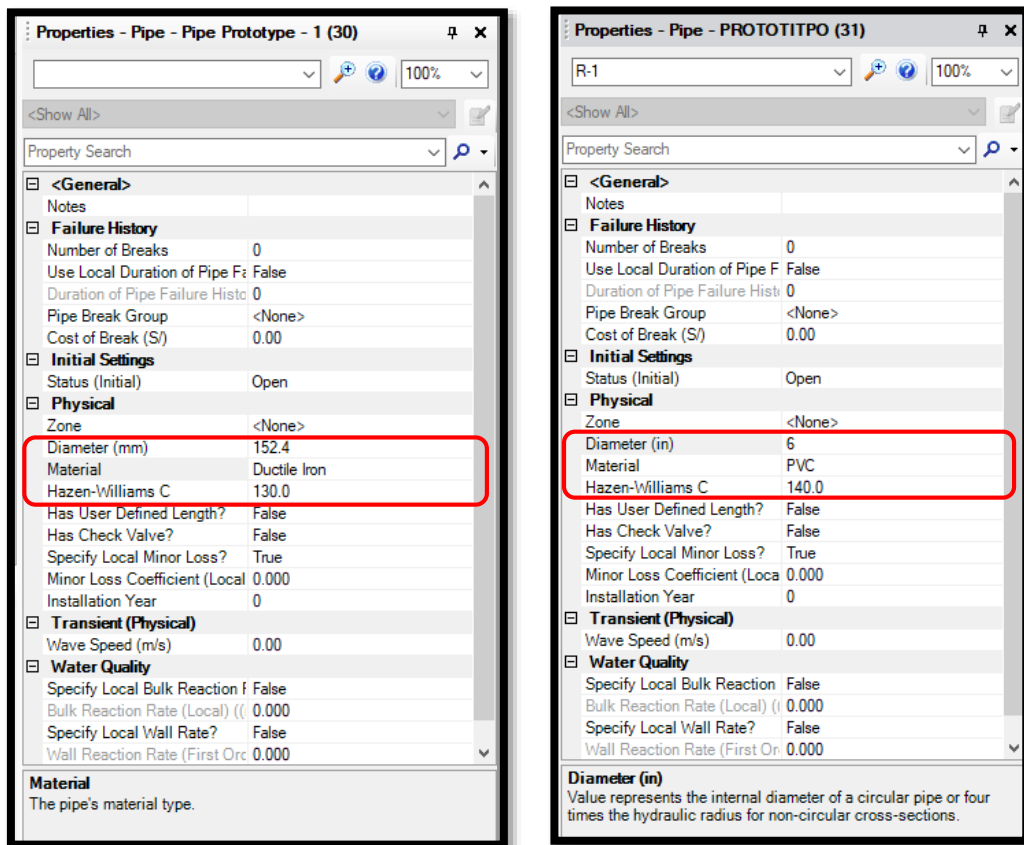 Properties - Pipe - Pipe Prototype - 1 (30)
100%
<Show All>
Property Search
<General>
Notes
Failure History
Number of Breaks 0
Use Local Duration of Pipe Fa False
Duration of Pipe Failure Histo 0
Pipe Break Group <None>
Cost of Break (S/) 0.00
Initial Settings
Status (Initial) Open
Physical
Zone <None>
Diameter (mm) 152.4
Material Ductile Iron
Hazen-Williams C 130.0
Has User Defined Length? False
Has Check Valve? False
Specify Local Minor Loss? True
Minor Loss Coefficient (Local 0.000
Installation Year 0
Transient (Physical)
Wave Speed (m/s) 0.00
Water Quality
Specify Local Bulk Reaction F False
Bulk Reaction Rate (Local) (( 0.000
Specify Local Wall Rate? False
Wall Reaction Rate (First Orc 0.000
Material
The pipe's material type.
Properties - Pipe - PROTOTITPO (31)
R-1 100%
<Show All>
Property Search
<General>
Notes
Failure History
Number of Breaks 0
Use Local Duration of Pipe F False
Duration of Pipe Failure Histo 0
Pipe Break Group <None>
Cost of Break (S/) 0.00
Initial Settings
Status (Initial) Open
Physical
Zone <None>
Diameter (in) 6
Material PVC
Hazen-Williams C 140.0
Has User Defined Length? False
Has Check Valve? False
Specify Local Minor Loss? True
Minor Loss Coefficient (Loca 0.000
Installation Year 0
Transient (Physical)
Wave Speed (m/s) 0.00
Water Quality
Specify Local Bulk Reaction False
Bulk Reaction Rate (Local) (( 0.000
Specify Local Wall Rate? False
Wall Reaction Rate (First Or 0.000
Diameter (in)
Value represents the internal diameter of a circular pipe or four
times the hydraulic radius for non-circular cross-sections.